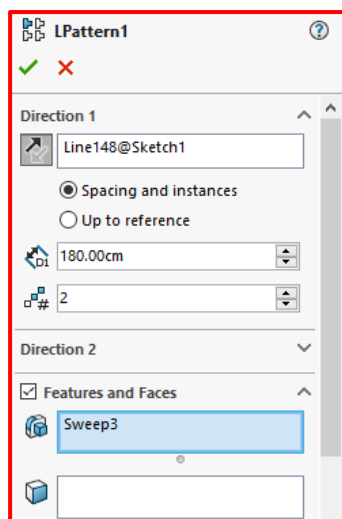 LPattern1
Direction 1
Line148@Sketch1
Spacing and instances
Up to reference
D1 180.00cm
# 2
Direction 2
Features and Faces
Sweep3